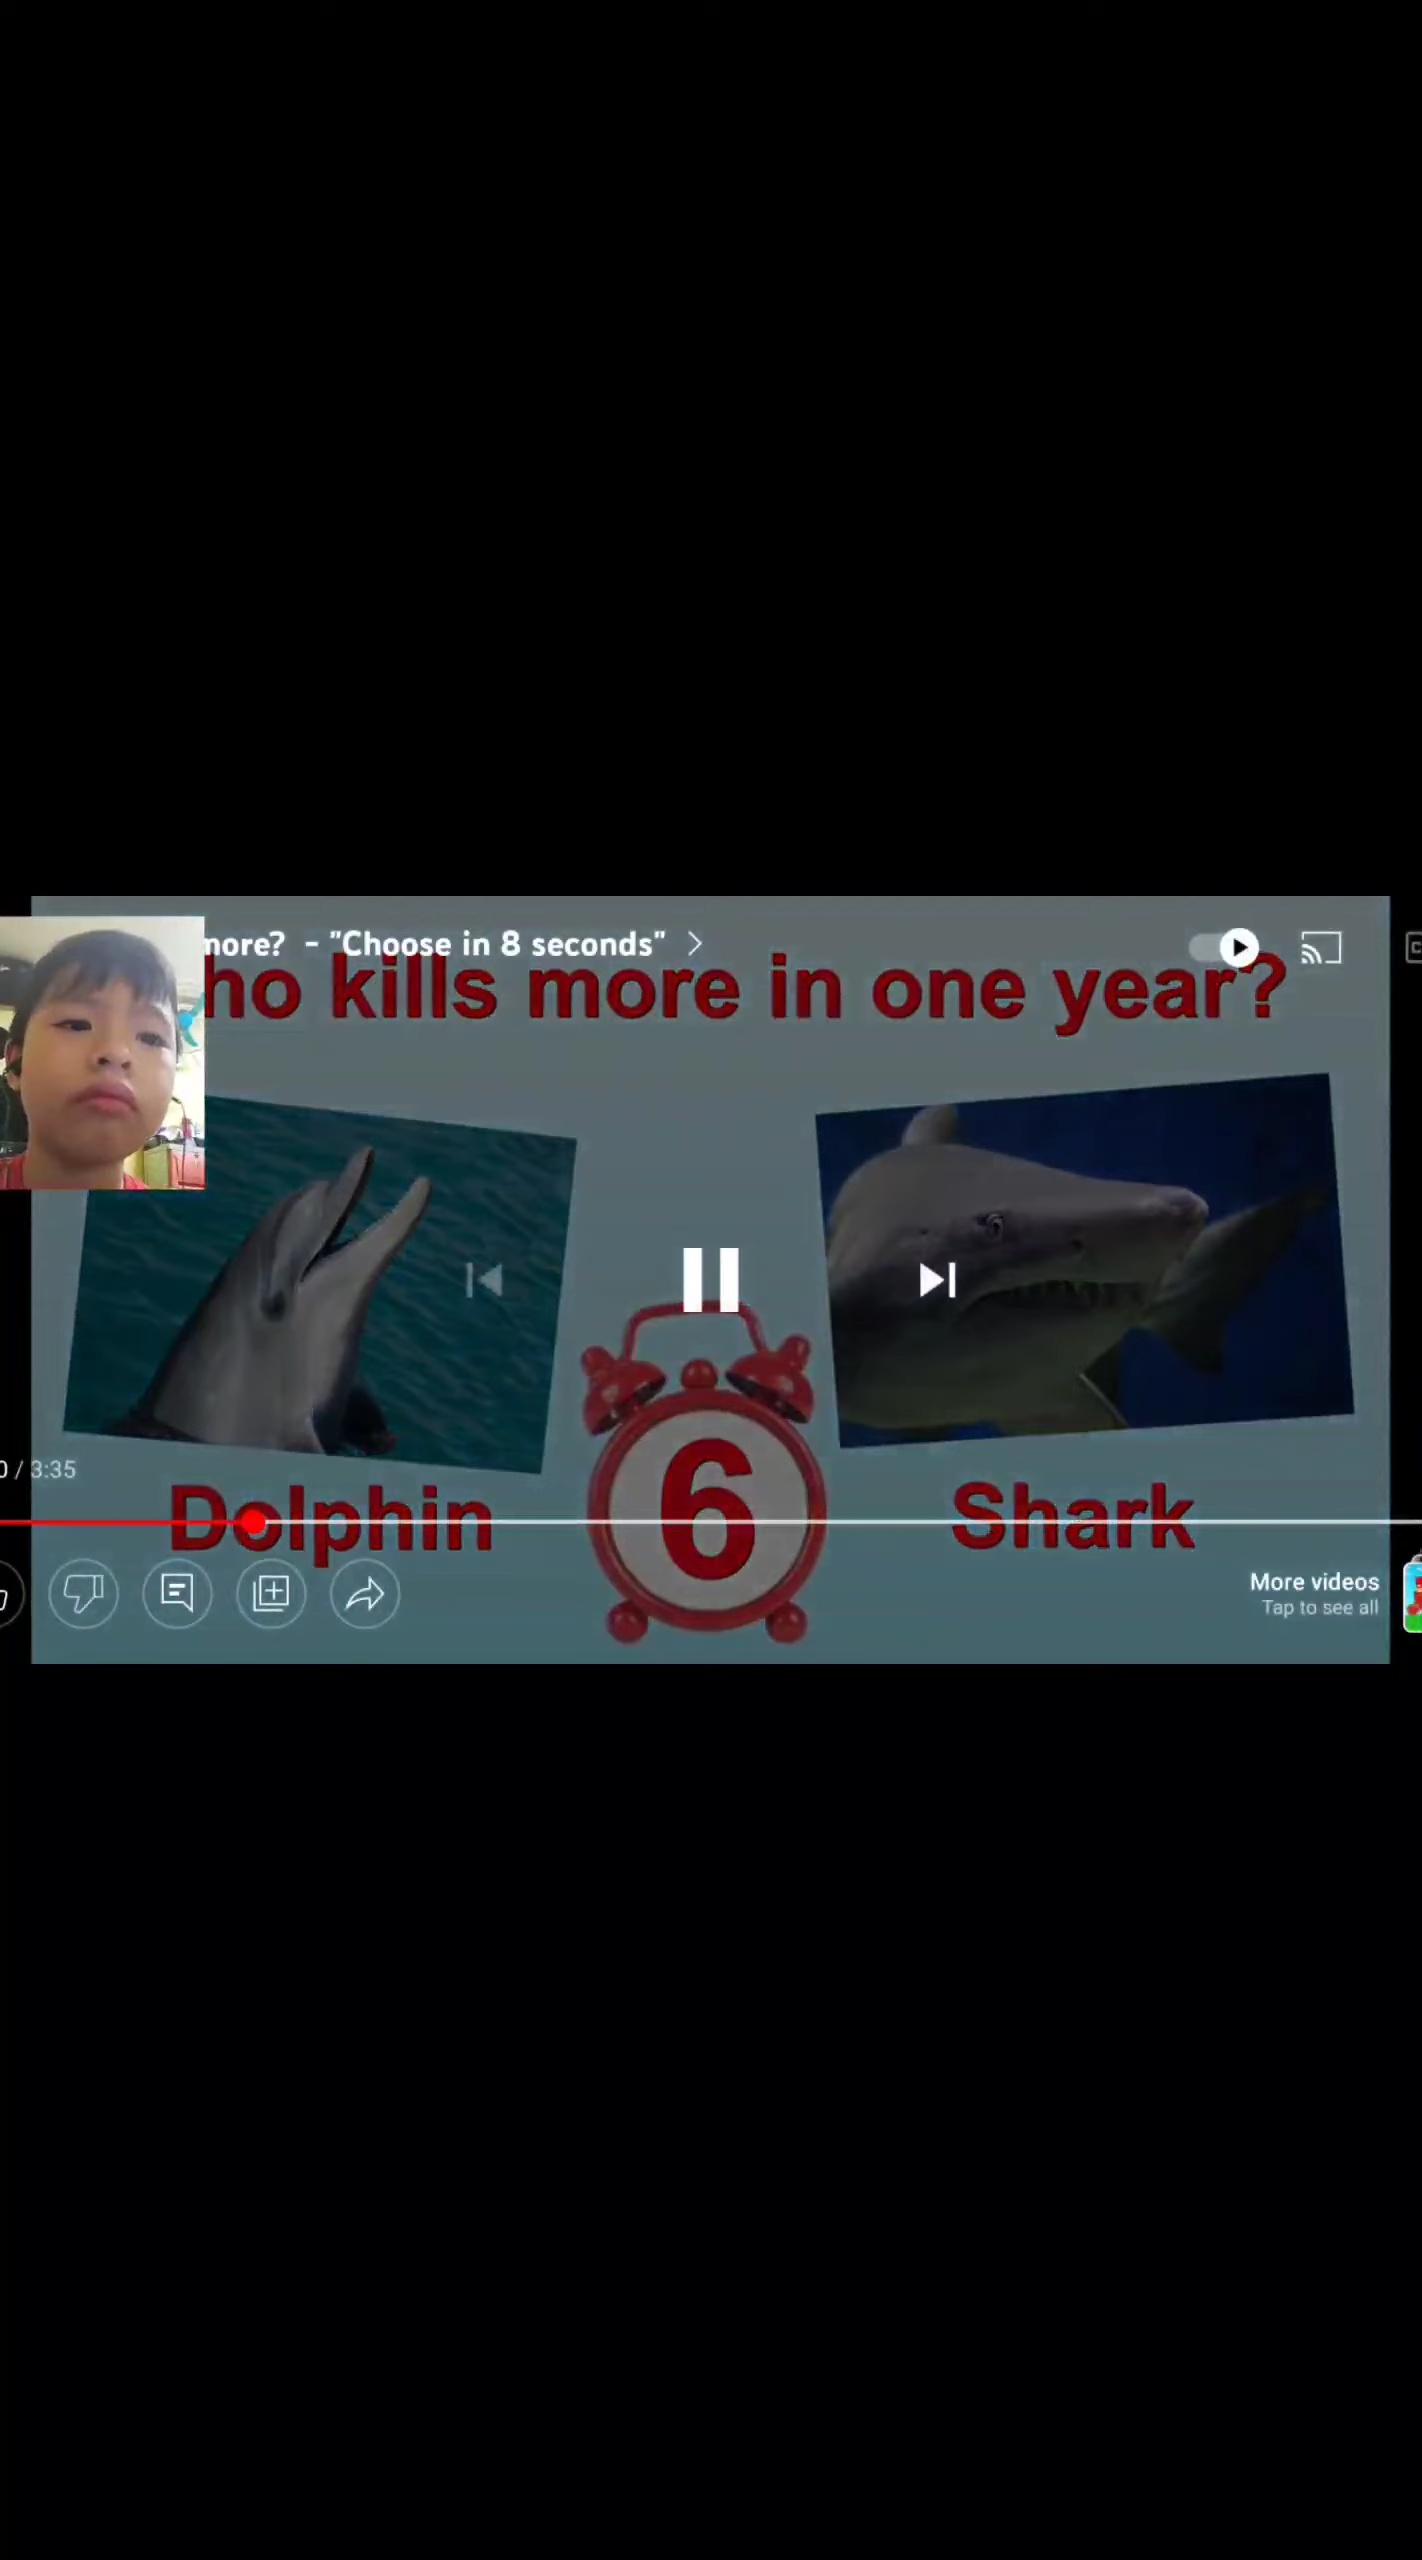 more? - "Choose in 8 seconds"
ho kills more in one year?
6
/ 3:35
Dolphin
Shark
More videos
Tap to see all